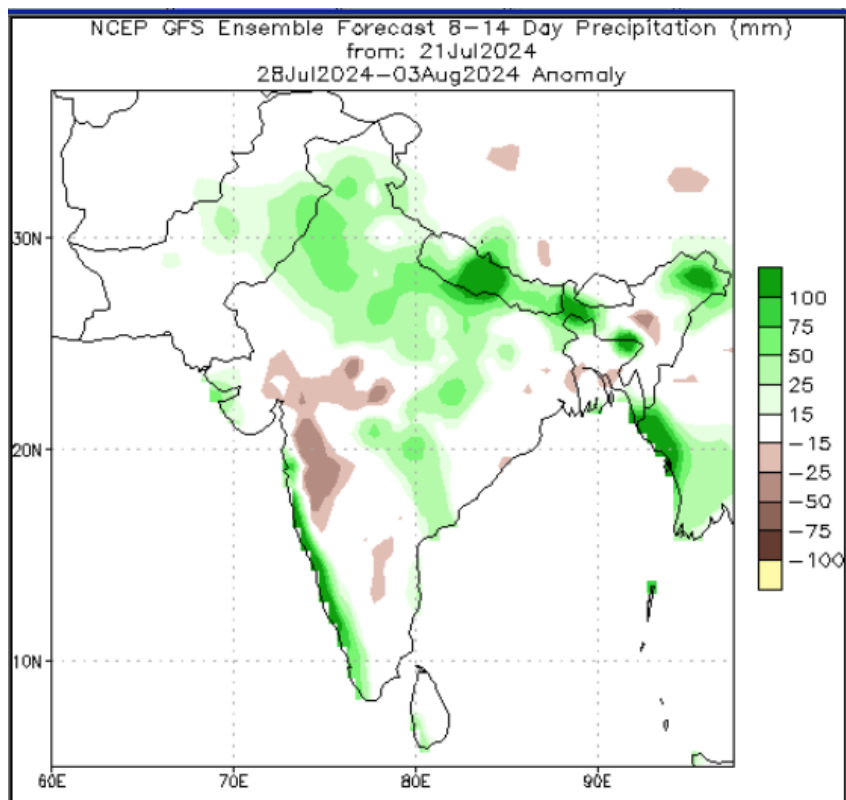 NCEP GFS Ensemble Forecast 8-14 Day Precipitation (mm)
from: 21Jul2024
28Jul2024-03Aug2024 Anomaly
30N
20N
10N
60E
70E
80E
90E
100
75
50
25
15
-15
-25
-50
-75
-100